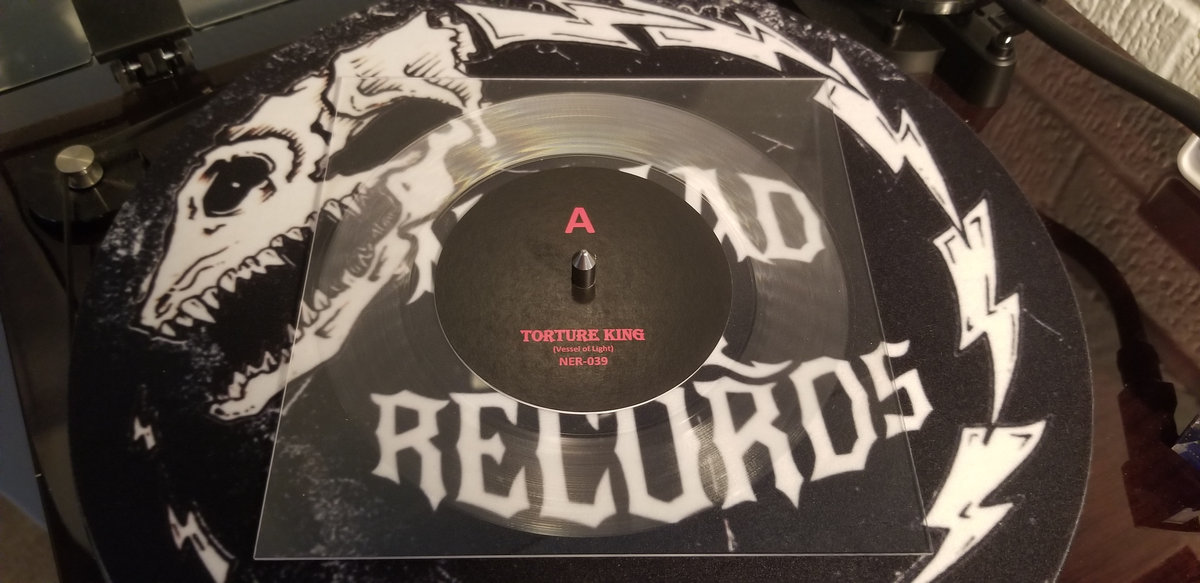 A
TORTURE KING
(Vessel of Light)
NER-039
RECORDS